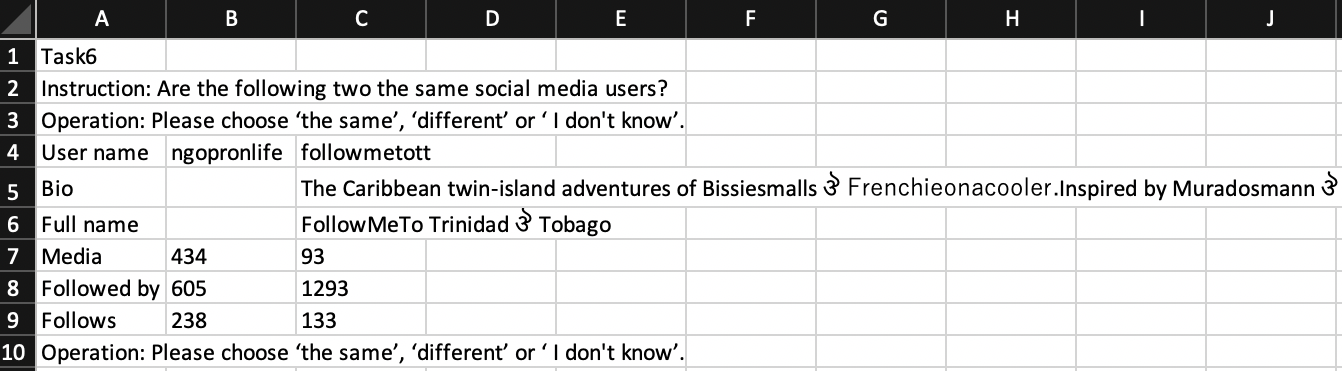 A B C D E F G H I J
1 Task6
2 Instruction: Are the following two the same social media users?
3 Operation: Please choose ‘the same’, ‘different’ or ‘ I don't know’.
4 User name ngopronlife followmetott
5 Bio The Caribbean twin-island adventures of Bissiesmalls ॐ Frenchieonacooler.Inspired by Muradosmann ॐ
6 Full name FollowMeTo Trinidad ॐ Tobago
7 Media 434 93
8 Followed by 605 1293
9 Follows 238 133
10 Operation: Please choose ‘the same’, ‘different’ or ‘ I don't know’.